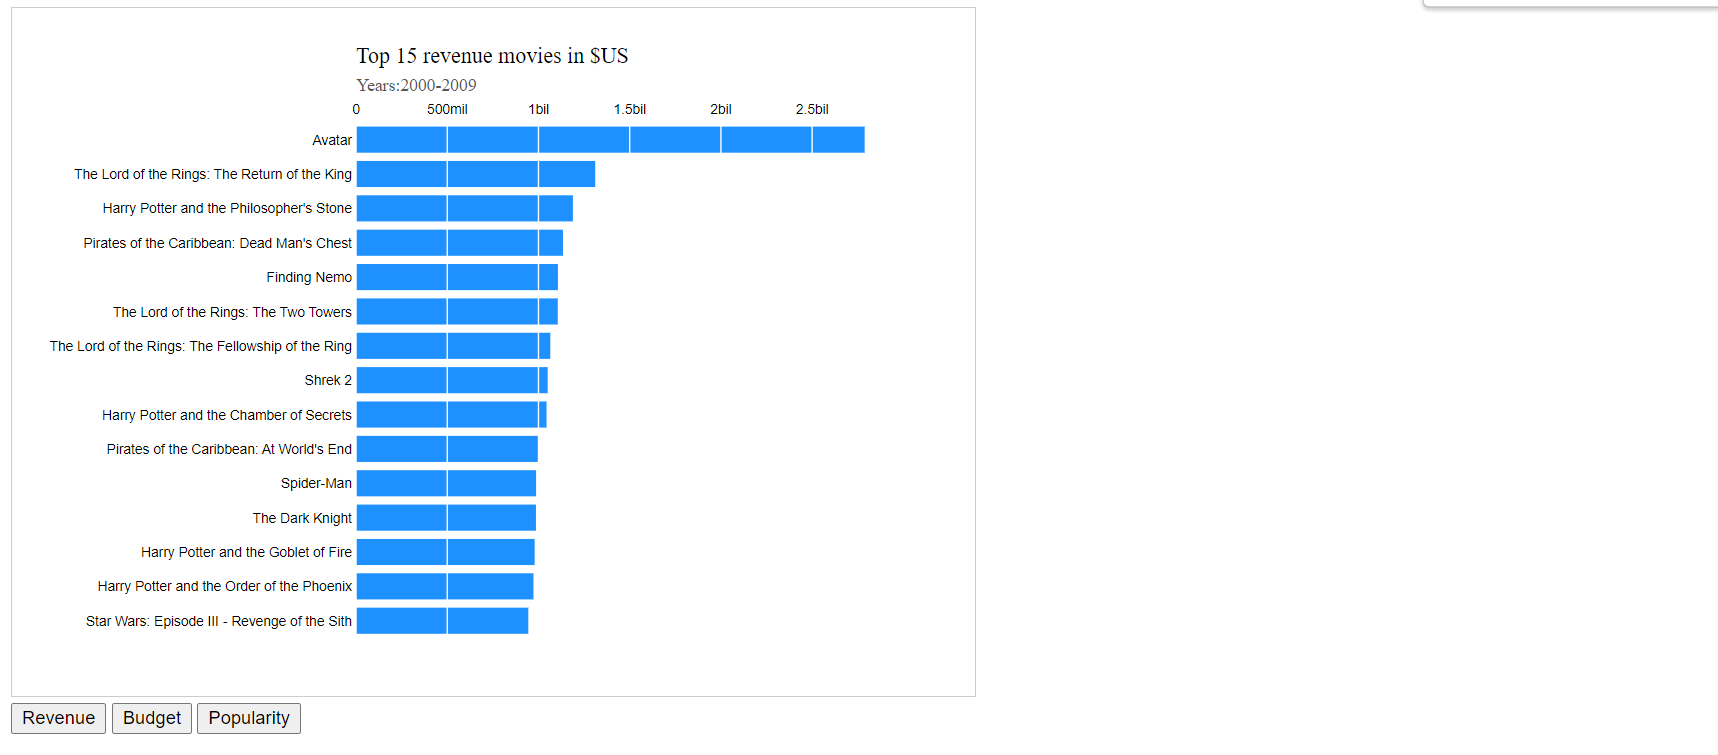 Top 15 revenue movies in $US
Years:2000-2009
0 500mil 1bil 1.5bil 2bil 2.5bil
Avatar
The Lord of the Rings: The Return of the King
Harry Potter and the Philosopher's Stone
Pirates of the Caribbean: Dead Man's Chest
Finding Nemo
The Lord of the Rings: The Two Towers
The Lord of the Rings: The Fellowship of the Ring
Shrek 2
Harry Potter and the Chamber of Secrets
Pirates of the Caribbean: At World's End
Spider-Man
The Dark Knight
Harry Potter and the Goblet of Fire
Harry Potter and the Order of the Phoenix
Star Wars: Episode III - Revenge of the Sith
Revenue Budget Popularity